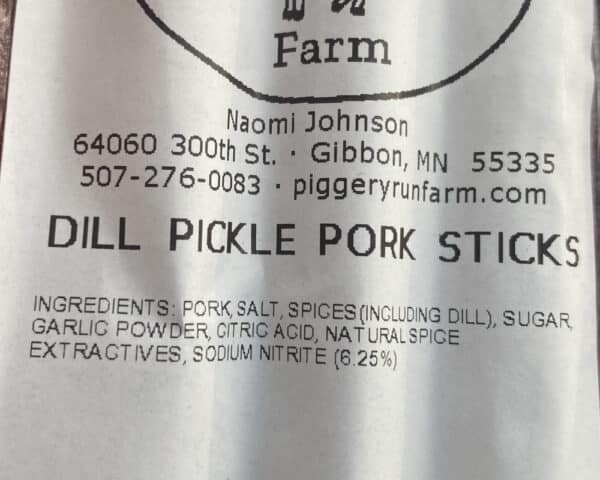 Farm
Naomi Johnson
64060 300th St. · Gibbon, MN 55335
507-276-0083 · piggeryrunfarm.com
DILL PICKLE PORK STICKS
INGREDIENTS: PORK, SALT, SPICES (INCLUDING DILL), SUGAR,
GARLIC POWDER, CITRIC ACID, NATURAL SPICE
EXTRACTIVES, SODIUM NITRITE (6.25%)